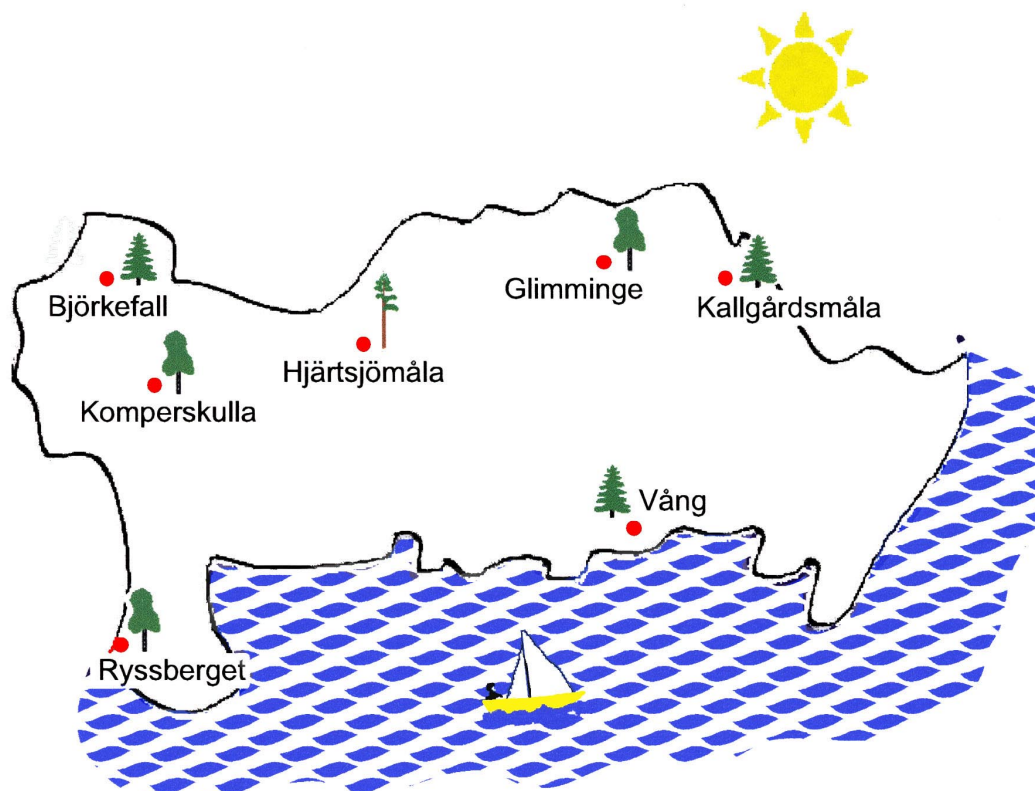 Glimminge
Björkefall
Kallgårdsmåla
Hjärtsjömåla
Komperskulla
Vång
Ryssberget